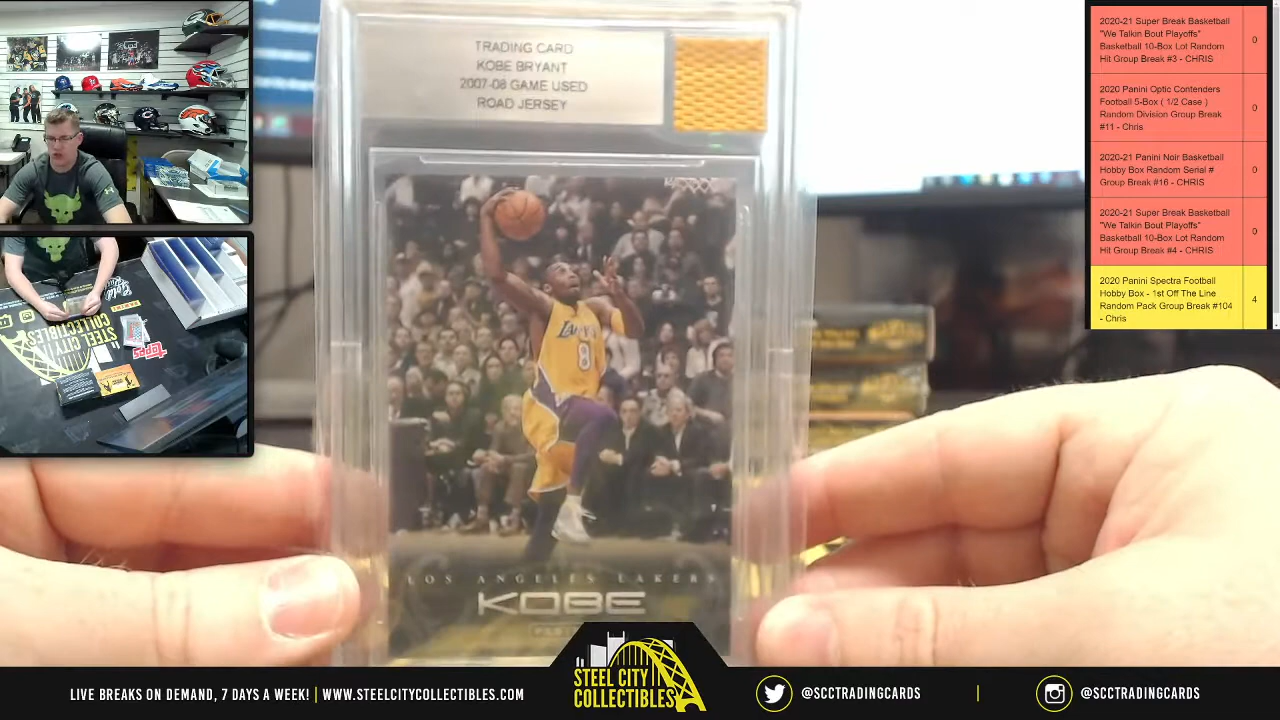 TRADING CARD
KOBE BRYANT
2007-08 GAME USED
ROAD JERSEY
LAKERS
8
LOS ANGELES LAKERS
KOBE
2020-21 Super Break Basketball
"We Talkin Bout Playoffs"
Basketball 10-Box Lot Random
Hit Group Break #3 - CHRIS
0
2020 Panini Optic Contenders
Football 5-Box ( 1/2 Case )
Random Division Group Break
#11 - Chris
0
2020-21 Panini Noir Basketball
Hobby Box Random Serial #
Group Break #16 - CHRIS
0
2020-21 Super Break Basketball
"We Talkin Bout Playoffs"
Basketball 10-Box Lot Random
Hit Group Break #4 - CHRIS
0
2020 Panini Spectra Football
Hobby Box - 1st Off The Line
Random Pack Group Break #104
- Chris
4
STEEL CITY
COLLECTIBLES
Topps
LIVE BREAKS ON DEMAND, 7 DAYS A WEEK! | WWW.STEELCITYCOLLECTIBLES.COM
STEEL CITY
COLLECTIBLES
@SCCTRADINGCARDS | @SCCTRADINGCARDS